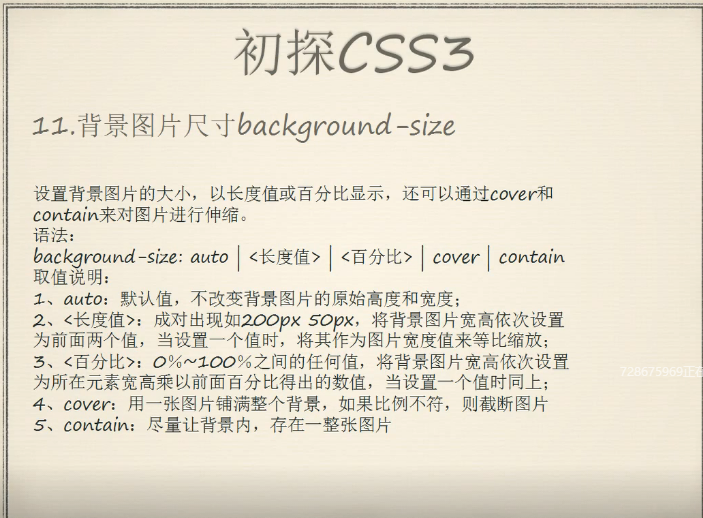 初探CSS3
11.背景图片尺寸background-size
设置背景图片的大小，以长度值或百分比显示，还可以通过cover和
contain来对图片进行伸缩。
语法：
background-size: auto | <长度值> | <百分比> | cover | contain
取值说明：
1、auto：默认值，不改变背景图片的原始高度和宽度；
2、<长度值>：成对出现如200px 50px，将背景图片宽高依次设置
为前面两个值，当设置一个值时，将其作为图片宽度值来等比缩放；
3、<百分比>：0%~100%之间的任何值，将背景图片宽高依次设置
为所在元素宽高乘以前面百分比得出的数值，当设置一个值时同上；
4、cover：用一张图片铺满整个背景，如果比例不符，则截断图片
5、contain：尽量让背景内，存在一整张图片
728675969正在